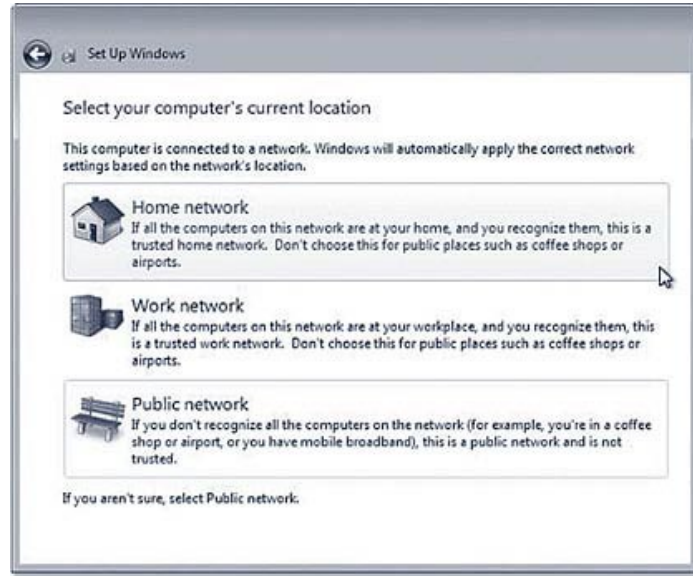 Set Up Windows
Select your computer's current location
This computer is connected to a network. Windows will automatically apply the correct network
settings based on the network's location.
Home network
If all the computers on this network are at your home, and you recognize them, this is a
trusted home network. Don't choose this for public places such as coffee shops or
airports.
Work network
If all the computers on this network are at your workplace, and you recognize them, this
is a trusted work network. Don't choose this for public places such as coffee shops or
airports.
Public network
If you don't recognize all the computers on the network (for example, you're in a coffee
shop or airport, or you have mobile broadband), this is a public network and is not
trusted.
If you aren't sure, select Public network.